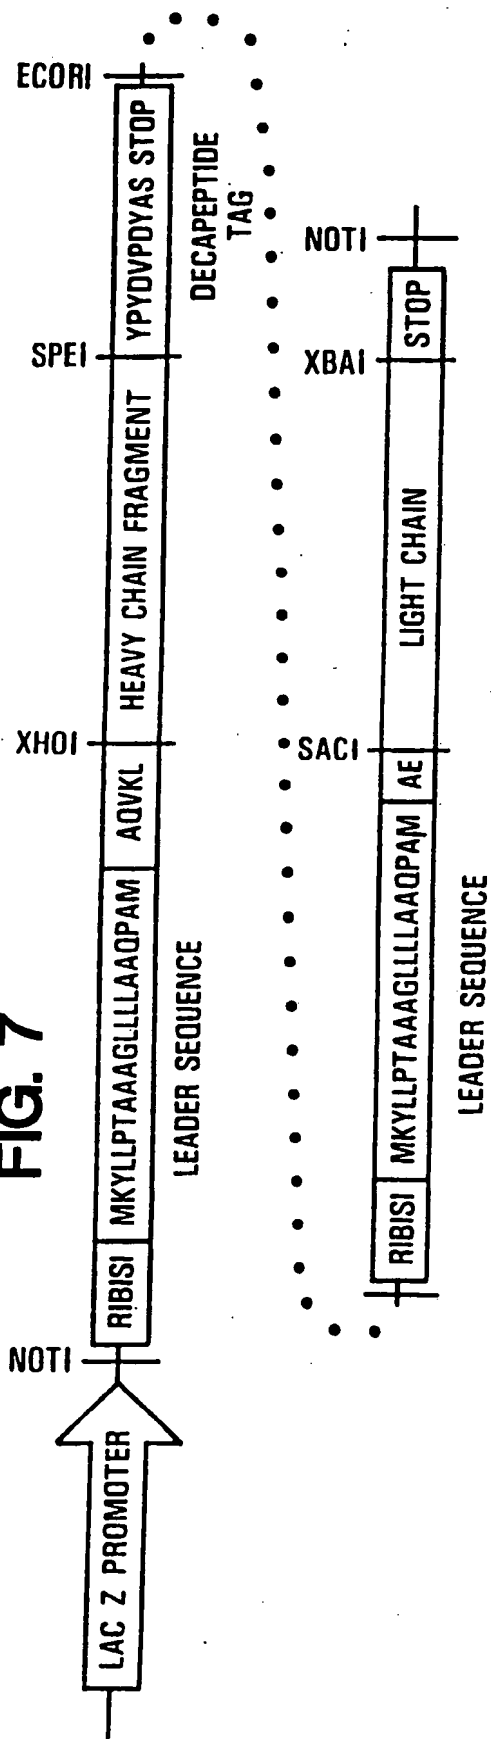 FIG. 7
LAC Z PROMOTER
NOTI
RIBISI
MKYLLPTAAAGLLLLAAQPAM
LEADER SEQUENCE
AQVKL
XHOI
HEAVY CHAIN FRAGMENT
SPEI
YPYDVPDYAS STOP
DECAPEPTIDE
TAG
ECORI
RIBISI
MKYLLPTAAAGLLLLAAQPAM
LEADER SEQUENCE
AE
SACI
LIGHT CHAIN
XBAI
STOP
NOTI